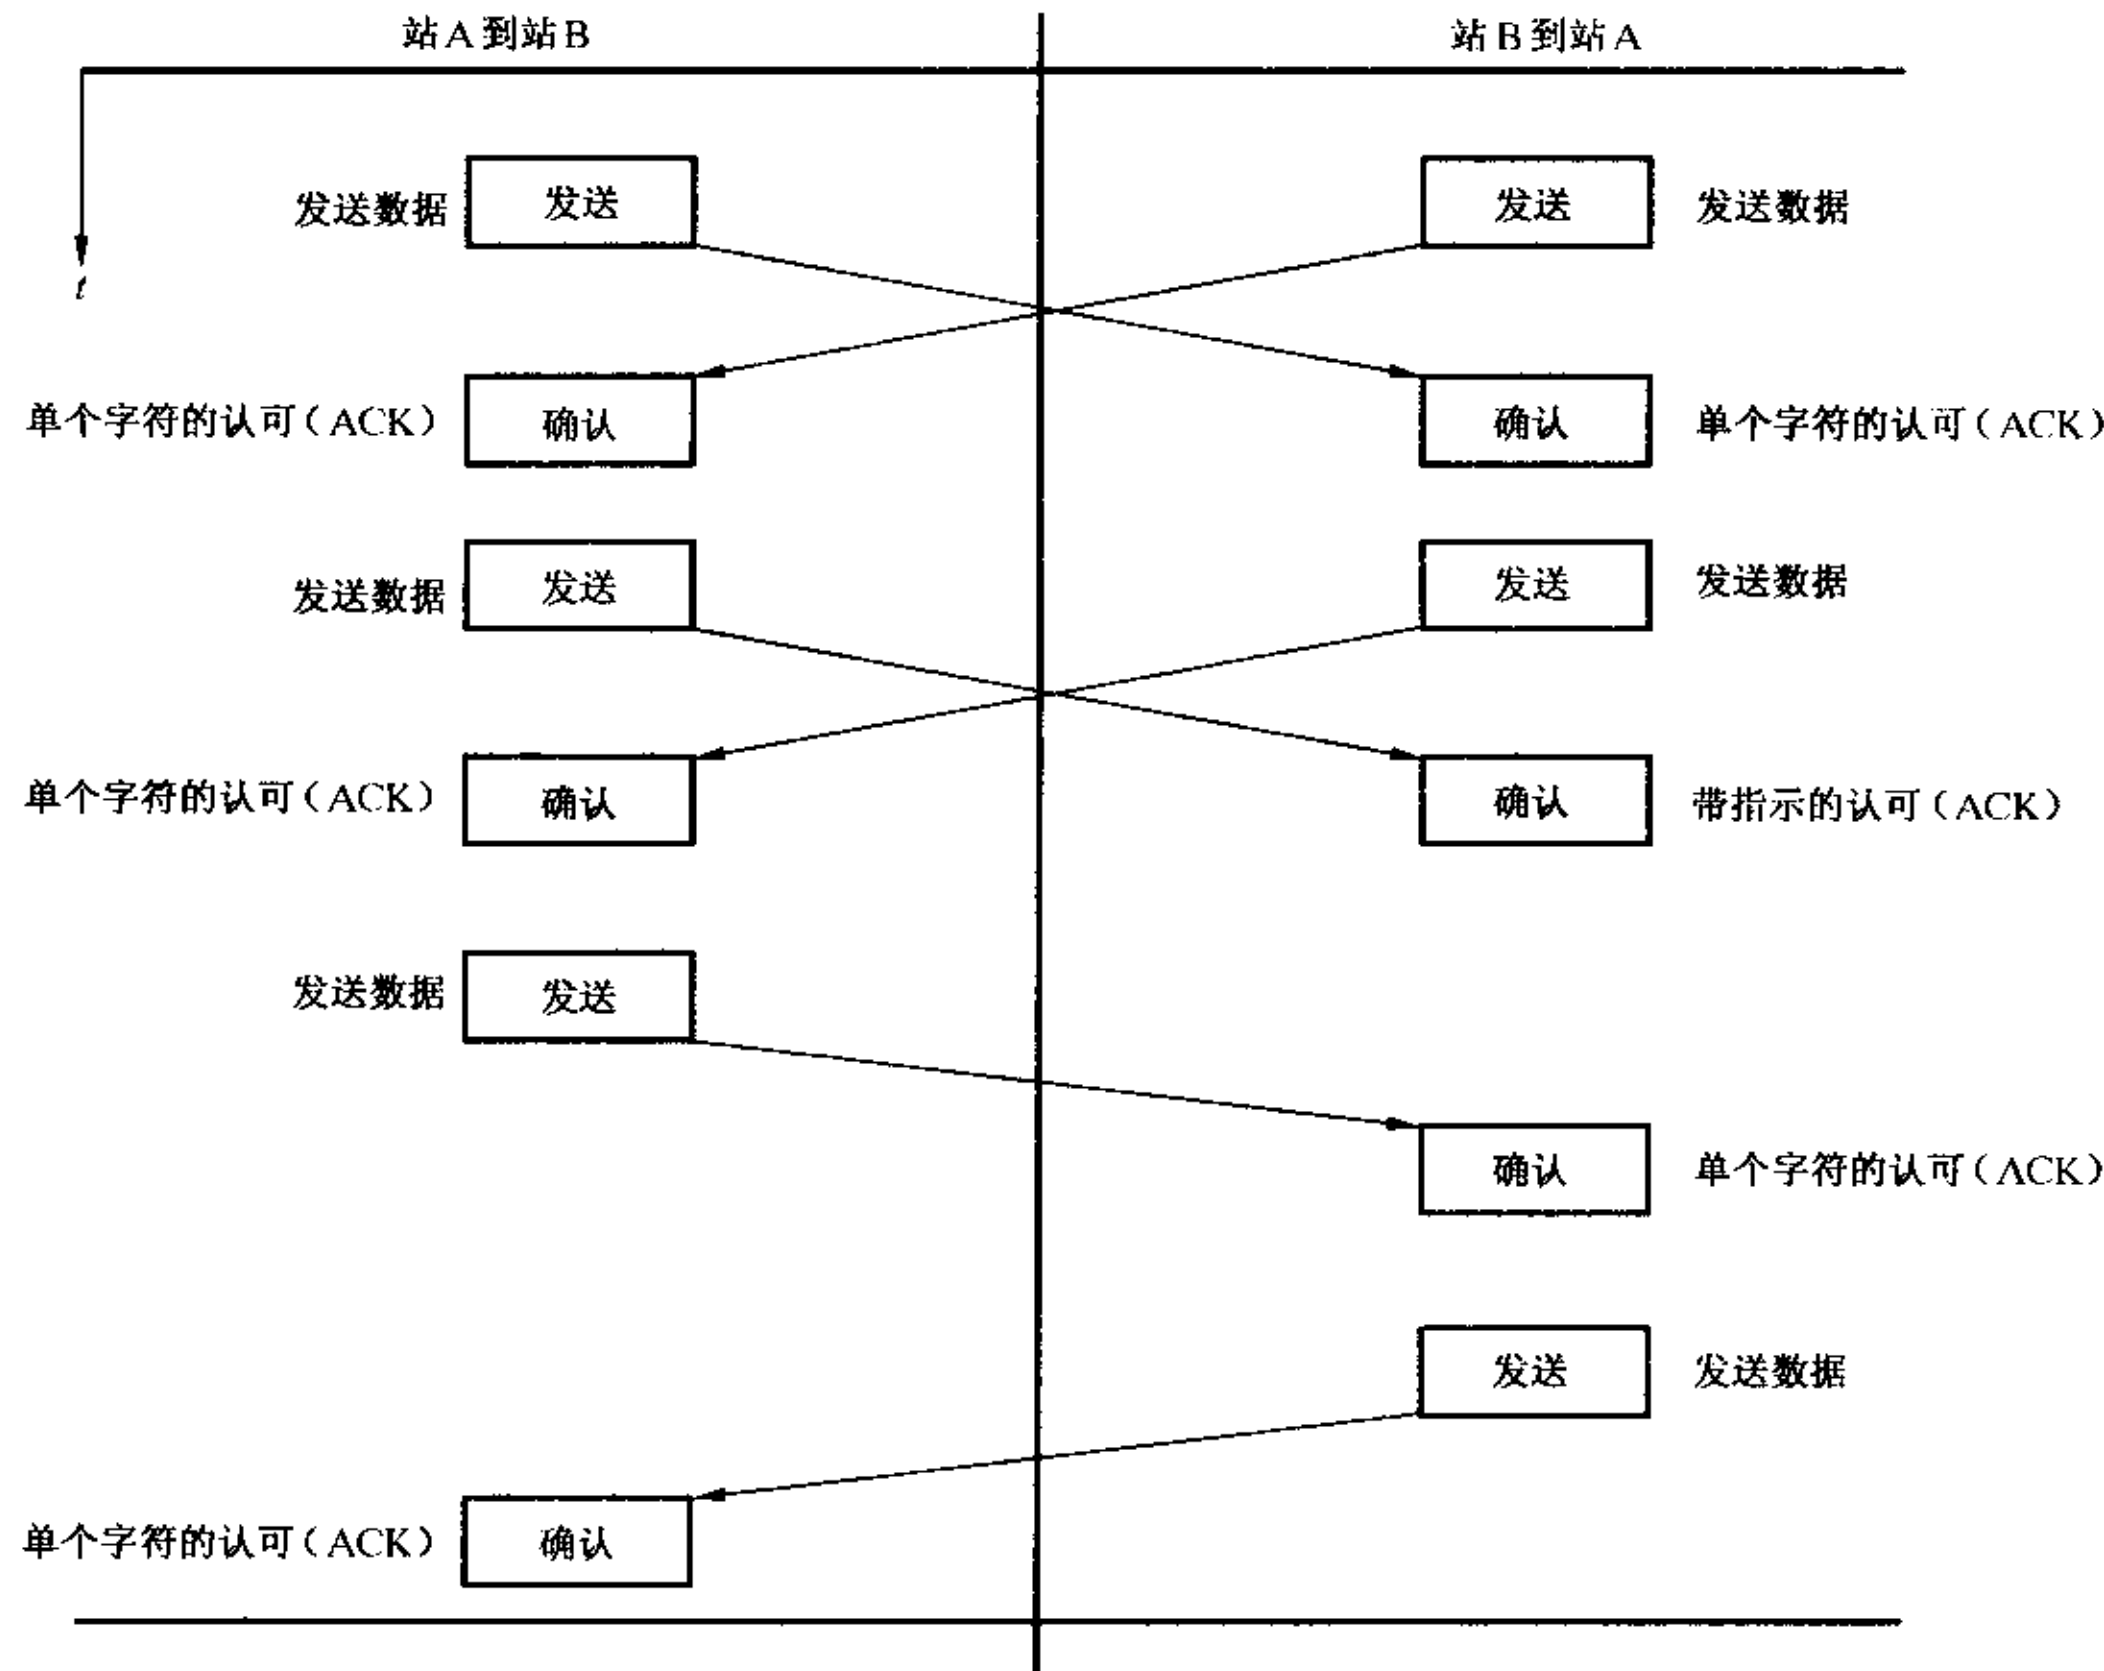 站A到站B 站B到站A
发送数据 发送 发送 发送数据
t
单个字符的认可(ACK) 确认 确认 单个字符的认可(ACK)
发送数据 发送 发送 发送数据
单个字符的认可(ACK) 确认 确认 带指示的认可(ACK)
发送数据 发送
确认 单个字符的认可(ACK)
发送 发送数据
单个字符的认可(ACK) 确认